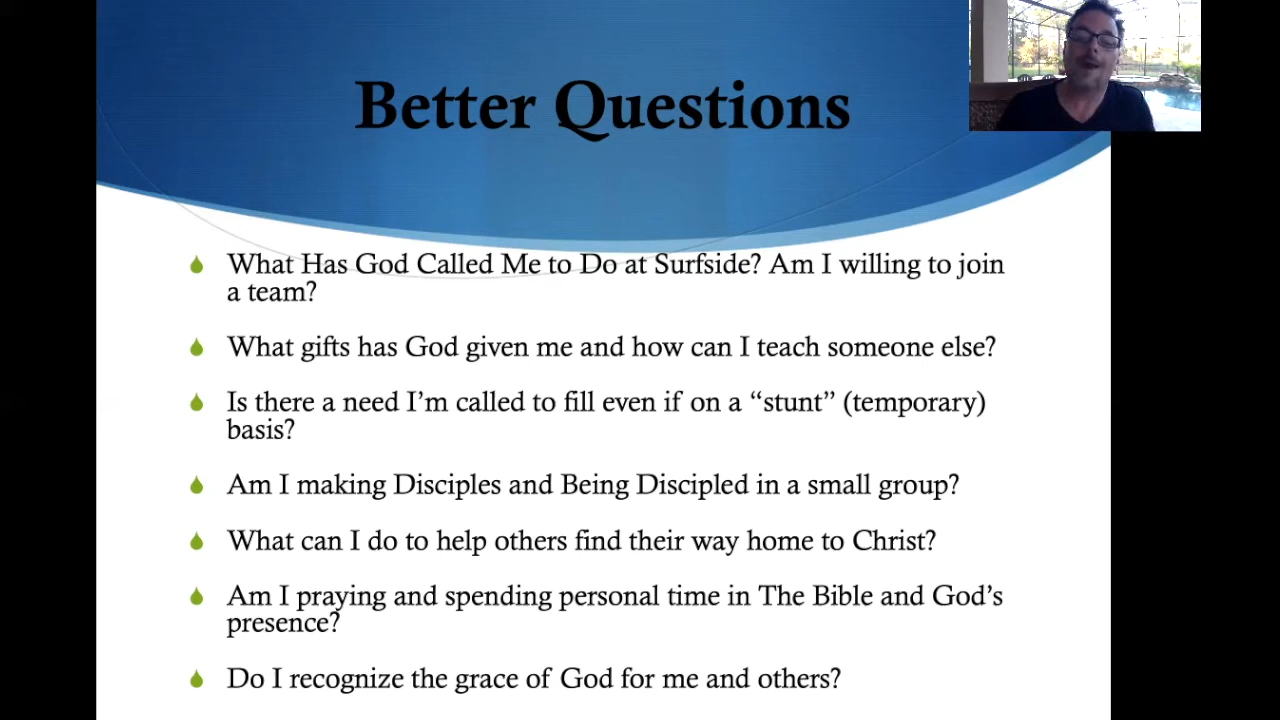 Better Questions
What Has God Called Me to Do at Surfside? Am I willing to join
a team?
What gifts has God given me and how can I teach someone else?
Is there a need I’m called to fill even if on a “stunt” (temporary)
basis?
Am I making Disciples and Being Discipled in a small group?
What can I do to help others find their way home to Christ?
Am I praying and spending personal time in The Bible and God’s
presence?
Do I recognize the grace of God for me and others?